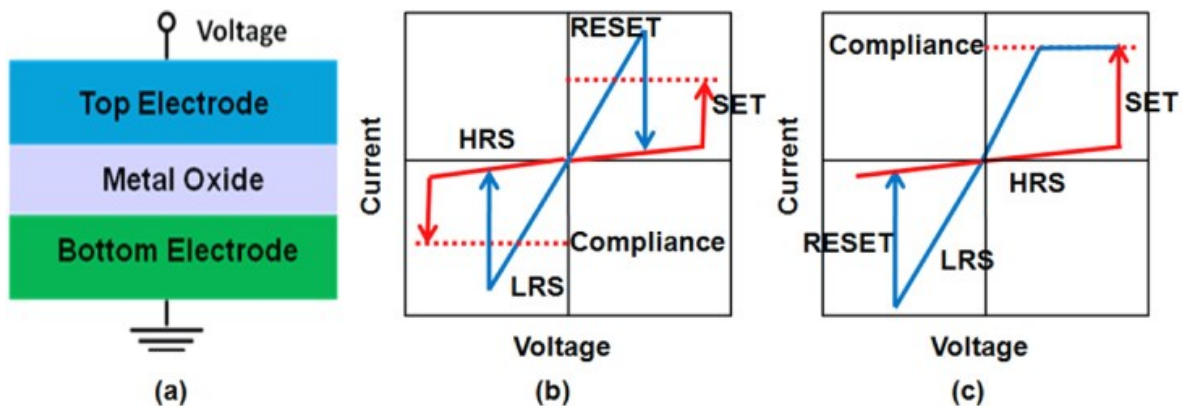 Voltage
Top Electrode
Metal Oxide
Bottom Electrode
(a)
RESET
SET
HRS
Compliance
LRS
Current
Voltage
(b)
Compliance
SET
HRS
RESET
LRS
Current
Voltage
(c)